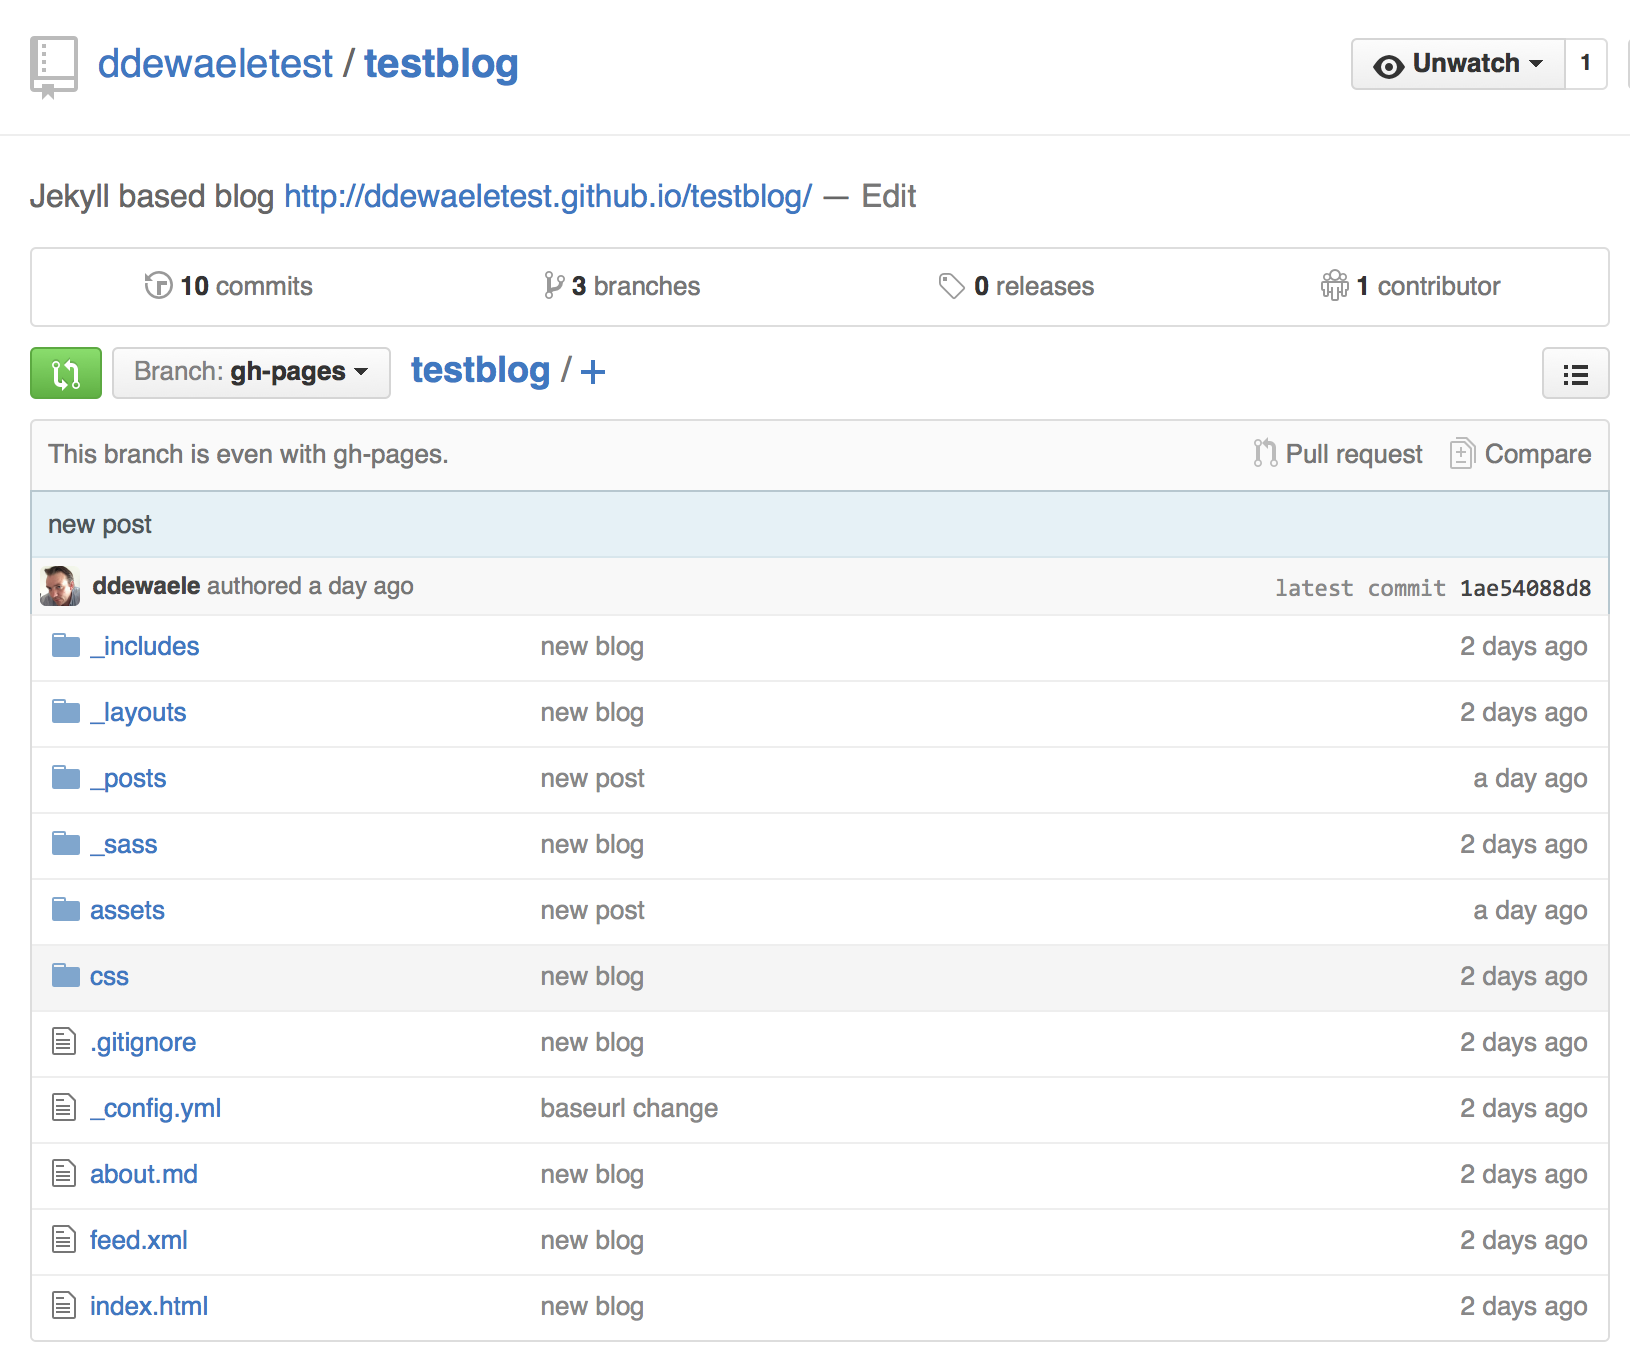 ddewaeletest / testblog
Unwatch 1
Jekyll based blog http://ddewaeletest.github.io/testblog/ — Edit
10 commits 3 branches 0 releases 1 contributor
Branch: gh-pages testblog / +
This branch is even with gh-pages. Pull request Compare
new post
ddewaele authored a day ago latest commit 1ae54088d8
_includes new blog 2 days ago
_layouts new blog 2 days ago
_posts new post a day ago
_sass new blog 2 days ago
assets new post a day ago
css new blog 2 days ago
.gitignore new blog 2 days ago
_config.yml baseurl change 2 days ago
about.md new blog 2 days ago
feed.xml new blog 2 days ago
index.html new blog 2 days ago